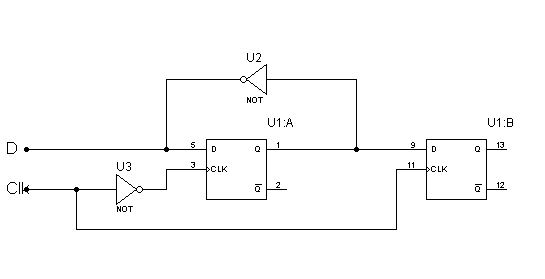 U2
NOT
U1:A
U1:B
D
5
D
Q
1
9
D
Q
13
U3
3
CLK
11
CLK
Clk
Q
2
Q
12
NOT